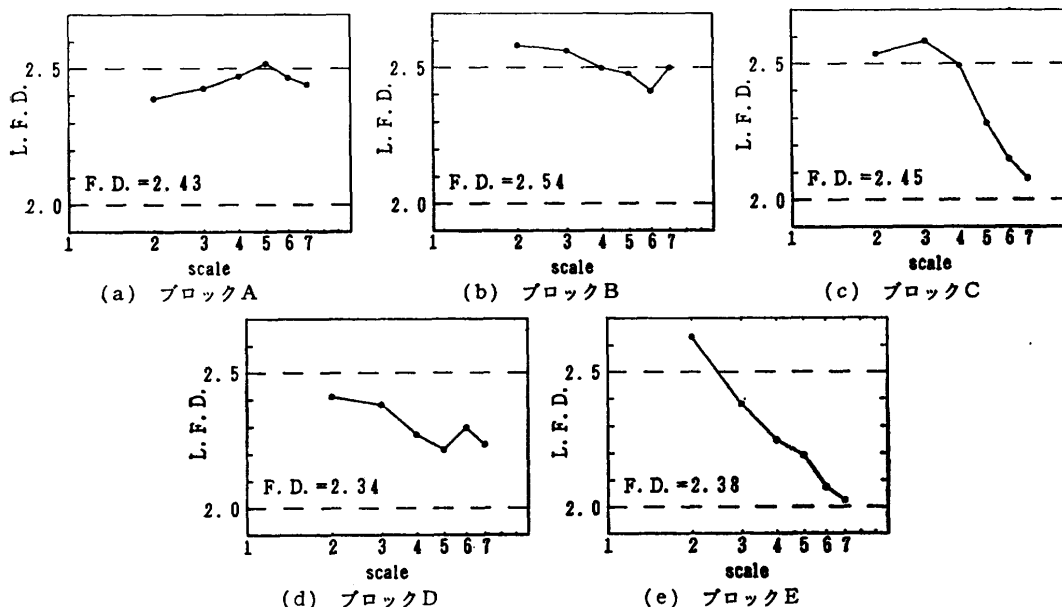 L. F. D.
2.5
2.0
F. D. = 2.43
1 2 3 4 5 6 7
scale
(a) ブロックA
L. F. D.
2.5
2.0
F. D. = 2.54
1 2 3 4 5 6 7
scale
(b) ブロックB
L. F. D.
2.5
2.0
F. D. = 2.45
1 2 3 4 5 6 7
scale
(c) ブロックC
L. F. D.
2.5
2.0
F. D. = 2.34
1 2 3 4 5 6 7
scale
(d) ブロックD
L. F. D.
2.5
2.0
F. D. = 2.38
1 2 3 4 5 6 7
scale
(e) ブロックE